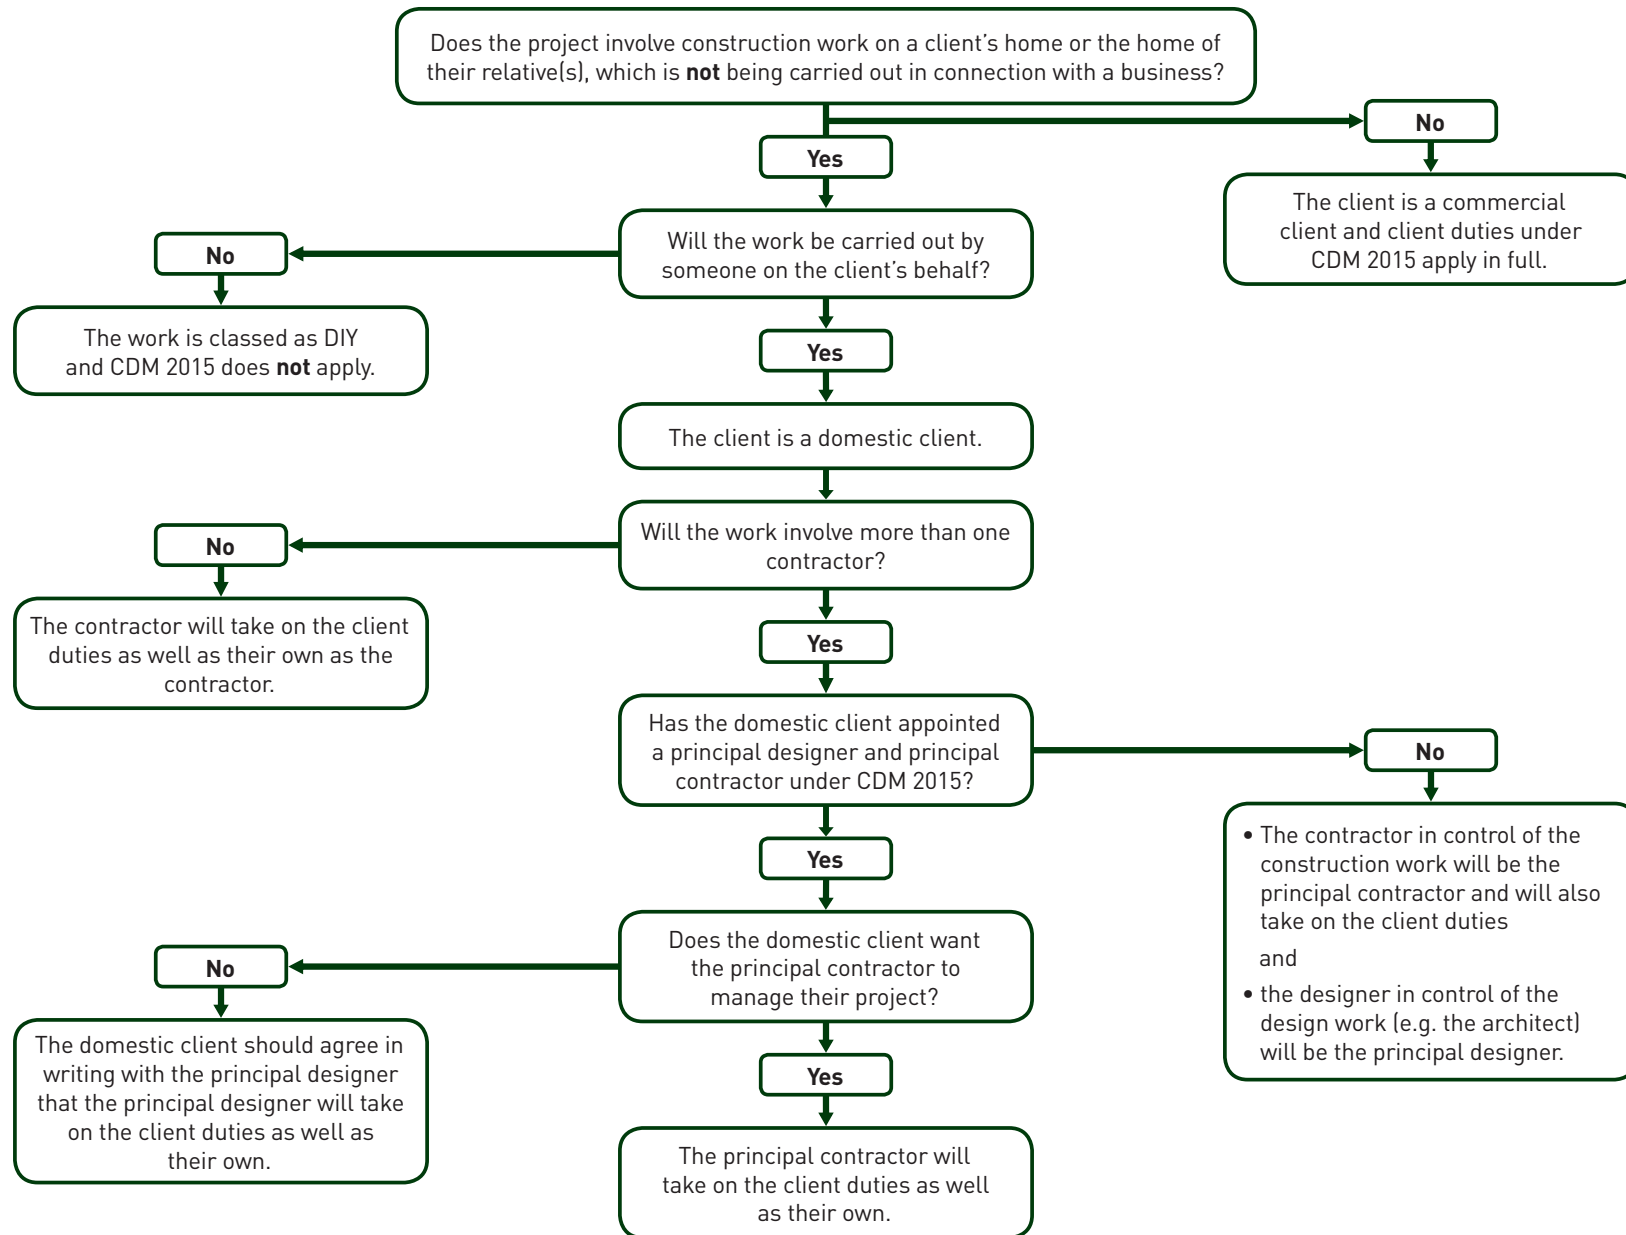 Does the project involve construction work on a client’s home or the home of
their relative(s), which is not being carried out in connection with a business?
No
Yes
The client is a commercial
client and client duties under
CDM 2015 apply in full.
Will the work be carried out by
someone on the client’s behalf?
No
The work is classed as DIY
and CDM 2015 does not apply.
Yes
The client is a domestic client.
Will the work involve more than one
contractor?
No
The contractor will take on the client
duties as well as their own as the
contractor.
Yes
Has the domestic client appointed
a principal designer and principal
contractor under CDM 2015?
No
• The contractor in control of the
construction work will be the
principal contractor and will also
take on the client duties
and
• the designer in control of the
design work (e.g. the architect)
will be the principal designer.
Yes
Does the domestic client want
the principal contractor to
manage their project?
No
The domestic client should agree in
writing with the principal designer
that the principal designer will take
on the client duties as well as
their own.
Yes
The principal contractor will
take on the client duties as well
as their own.